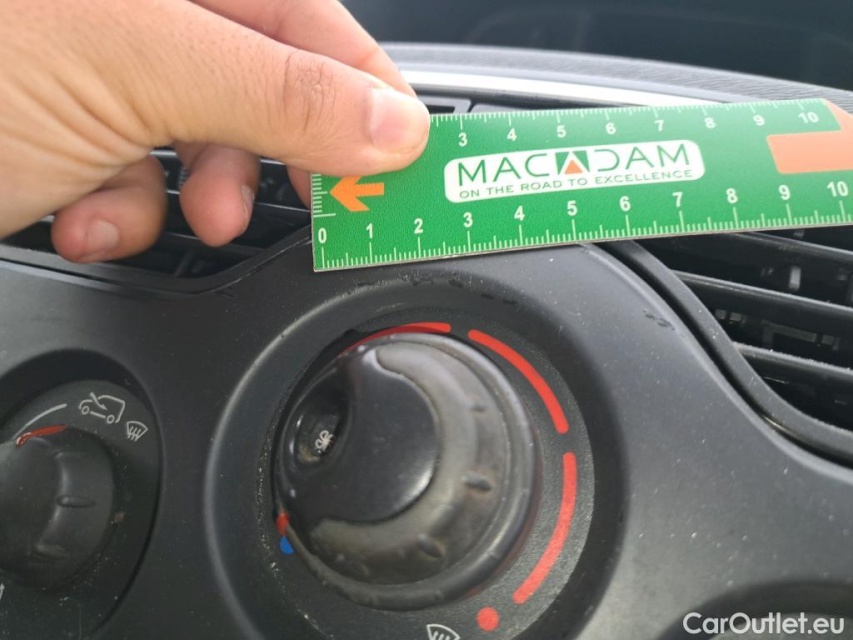 3 4 5 6 7 8 9 10
MACADAM
ON THE ROAD TO EXCELLENCE
0 1 2 3 4 5 6 7 8 9 10
CarOutlet.eu